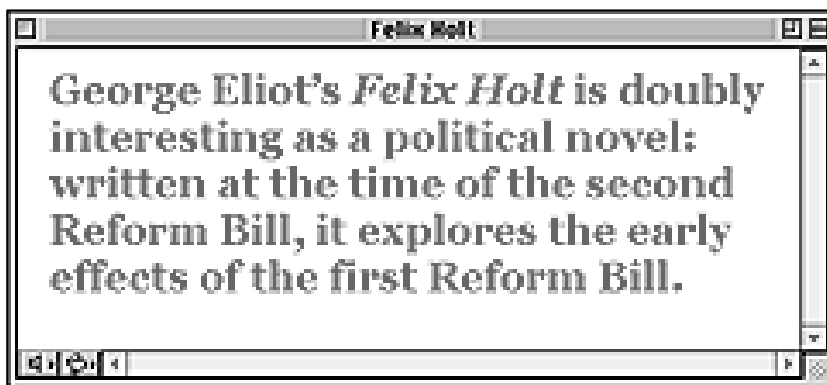 Felix Holt
George Eliot’s Felix Holt is doubly
interesting as a political novel:
written at the time of the second
Reform Bill, it explores the early
effects of the first Reform Bill.